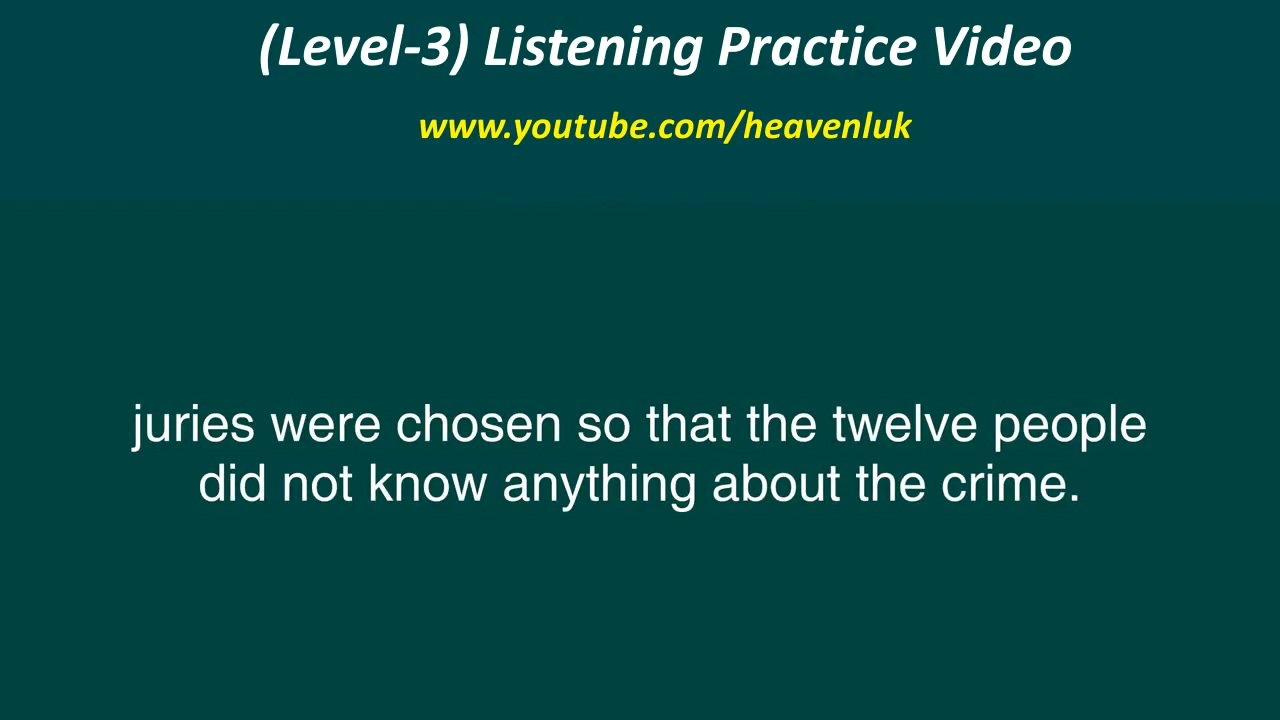 (Level-3) Listening Practice Video
www.youtube.com/heavenluk
juries were chosen so that the twelve people
did not know anything about the crime.